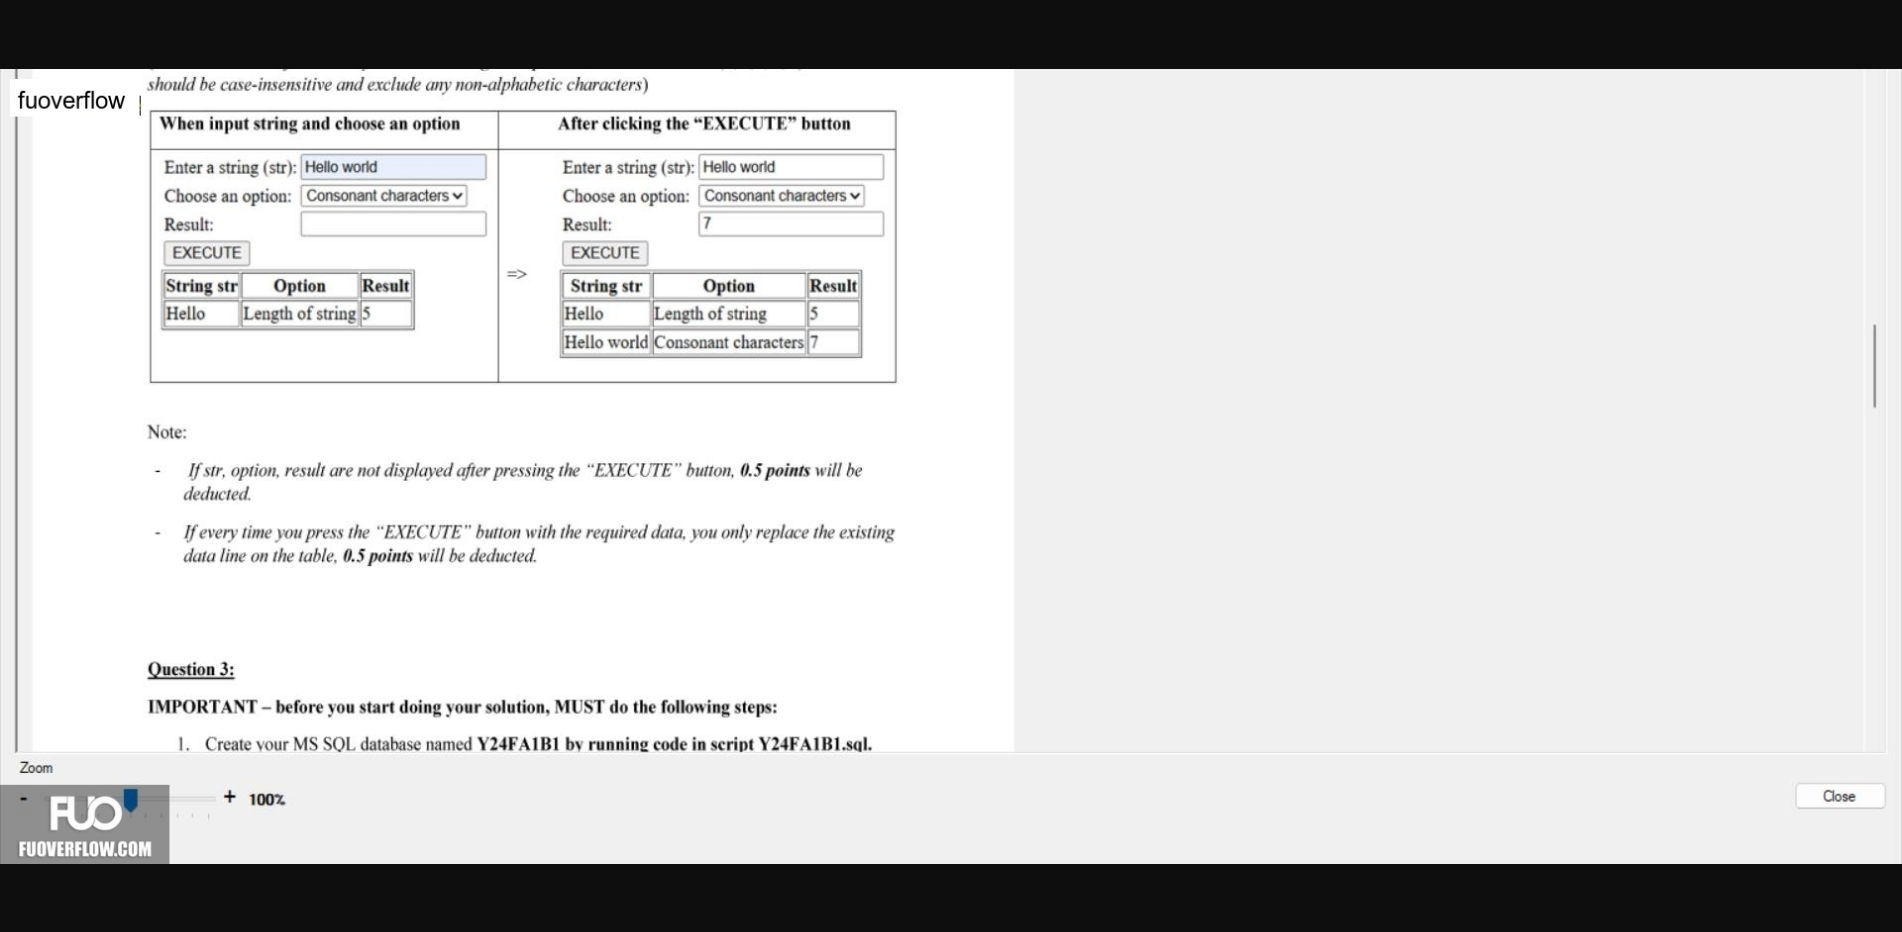 should be case-insensitive and exclude any non-alphabetic characters)
fuoverflow
When input string and choose an option
After clicking the “EXECUTE” button
Enter a string (str): Hello world
Choose an option: Consonant characters
Result:
EXECUTE
String str Option Result
Hello Length of string 5
=>
Enter a string (str): Hello world
Choose an option: Consonant characters
Result: 7
EXECUTE
String str Option Result
Hello Length of string 5
Hello world Consonant characters 7
Note:
- If str, option, result are not displayed after pressing the “EXECUTE” button, 0.5 points will be
deducted.
- If every time you press the “EXECUTE” button with the required data, you only replace the existing
data line on the table, 0.5 points will be deducted.
Question 3:
IMPORTANT – before you start doing your solution, MUST do the following steps:
1. Create your MS SQL database named Y24FA1B1 by running code in script Y24FA1B1.sql.
Zoom
- + 100%
Close
FUO
FUOVERFLOW.COM